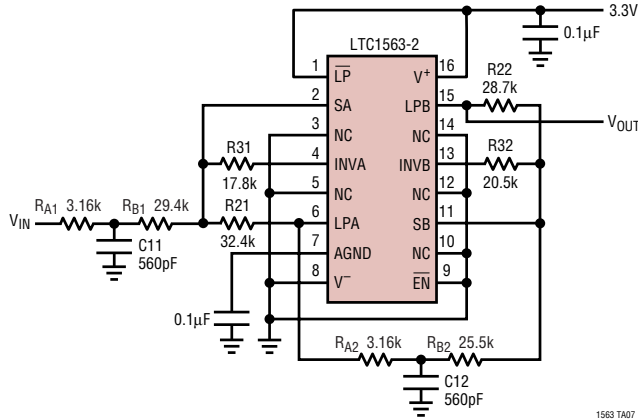 3.3V
0.1µF
LTC1563-2
1 LP V+ 16
2 SA LPB 15
3 NC NC 14
4 INVA INVB 13
5 NC NC 12
6 LPA SB 11
7 AGND NC 10
8 V– EN 9
R22
28.7k
VOUT
R31
17.8k
R32
20.5k
VIN
RA1 3.16k
RB1 29.4k
R21
32.4k
C11
560pF
0.1µF
RA2 3.16k
RB2 25.5k
C12
560pF
1563 TA07